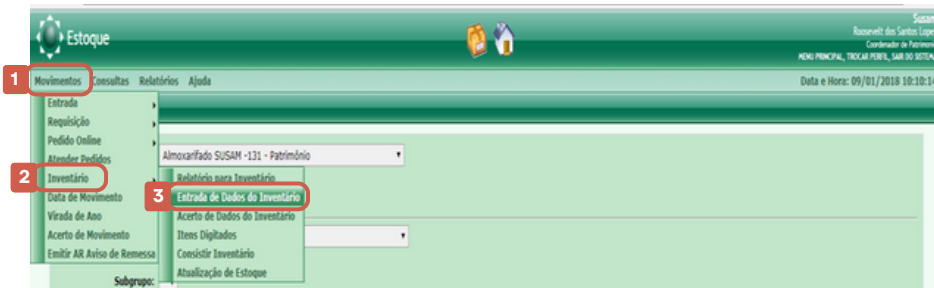 Estoque
Susam
Roosevelt dos Santos Lope
Coordenador de Patrimoni
MENU PRINCIPAL, TROCAR PERFIL, SAIR DO SISTEMA
1
Movimentos Consultas Relatórios Ajuda
Data e Hora: 09/01/2018 10:10:14
Entrada
Requisição
Pedido Online
Atender Pedidos
Almoxarifado SUSAM -131 - Patrimônio
2
Inventário
Relatório para Inventário
Data de Movimento
3
Entrada de Dados do Inventário
Virada de Ano
Acerto de Dados do Inventário
Acerto de Movimento
Itens Digitados
Emitir AR Aviso de Remessa
Consistir Inventário
Atualização de Estoque
Subgrupo: